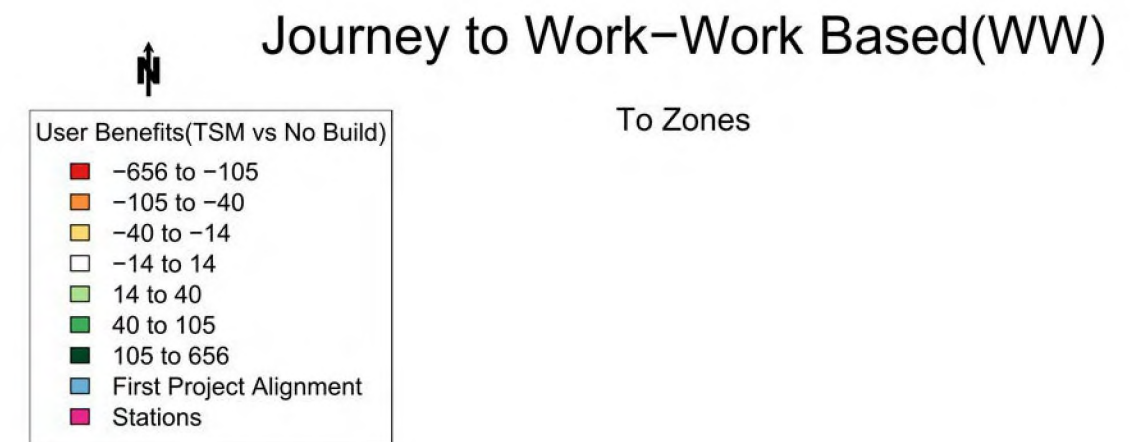 Journey to Work−Work Based(WW)
N
To Zones
User Benefits(TSM vs No Build)
−656 to −105
−105 to −40
−40 to −14
−14 to 14
14 to 40
40 to 105
105 to 656
First Project Alignment
Stations